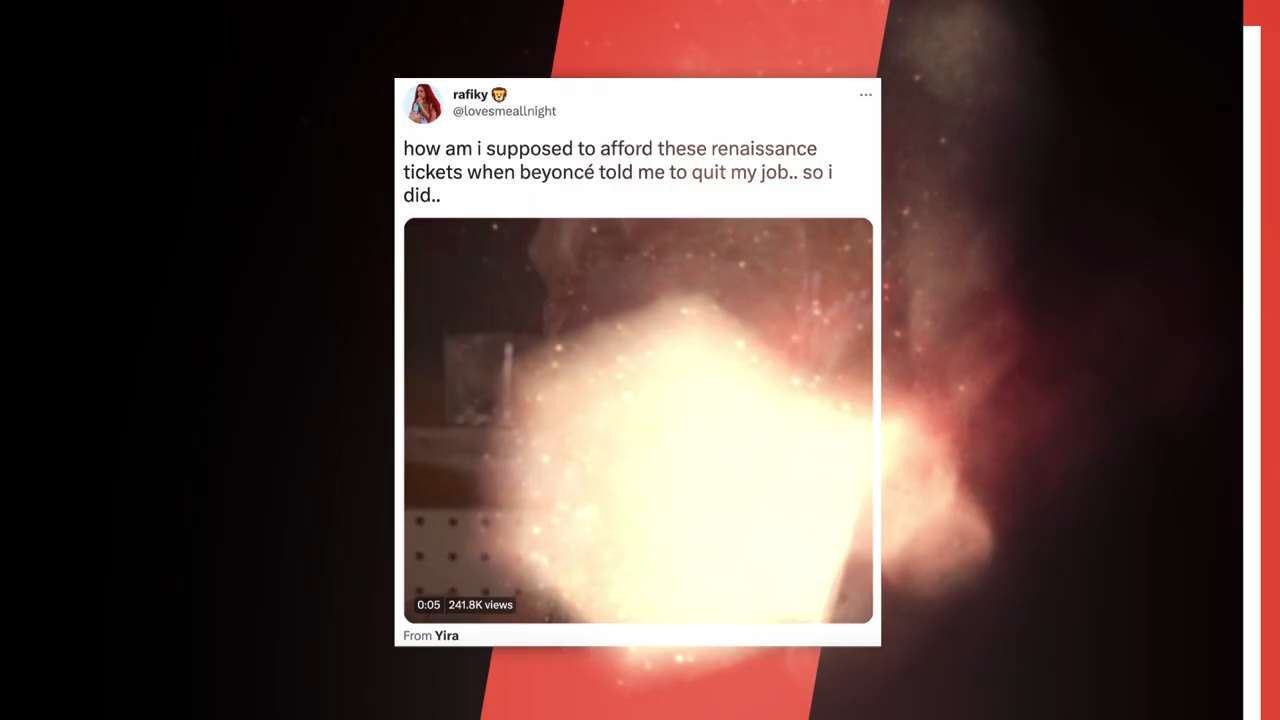 rafiky 🦁
@lovesmeallnight
how am i supposed to afford these renaissance
tickets when beyoncé told me to quit my job.. so i
did..
0:05 241.8K views
From Yira